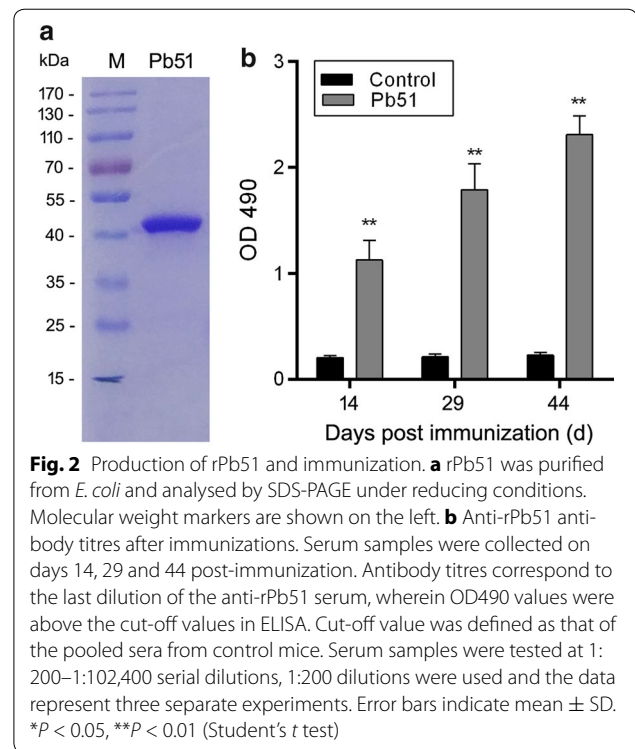 a
kDa M Pb51
170 -
130 -
110 -
70 -
55 -
40 -
35 -
25 -
15 -
b
3
2
1
0
OD 490
Control
Pb51
**
**
**
14 29 44
Days post immunization (d)
Fig. 2 Production of rPb51 and immunization. a rPb51 was purified
from E. coli and analysed by SDS-PAGE under reducing conditions.
Molecular weight markers are shown on the left. b Anti-rPb51 anti-
body titres after immunizations. Serum samples were collected on
days 14, 29 and 44 post-immunization. Antibody titres correspond to
the last dilution of the anti-rPb51 serum, wherein OD490 values were
above the cut-off values in ELISA. Cut-off value was defined as that of
the pooled sera from control mice. Serum samples were tested at 1:
200–1:102,400 serial dilutions, 1:200 dilutions were used and the data
represent three separate experiments. Error bars indicate mean ± SD.
*P < 0.05, **P < 0.01 (Student's t test)